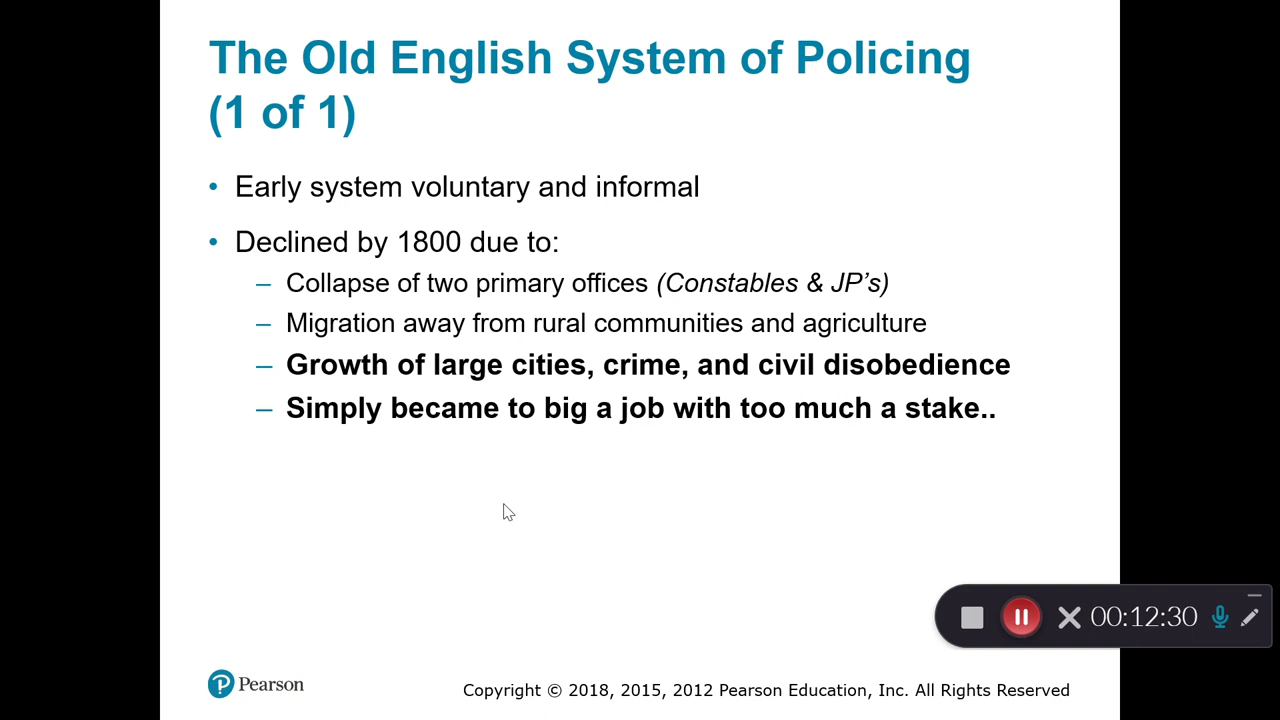 The Old English System of Policing
(1 of 1)
• Early system voluntary and informal
• Declined by 1800 due to:
– Collapse of two primary offices (Constables & JP’s)
– Migration away from rural communities and agriculture
– Growth of large cities, crime, and civil disobedience
– Simply became to big a job with too much a stake..
00:12:30
Pearson
Copyright © 2018, 2015, 2012 Pearson Education, Inc. All Rights Reserved